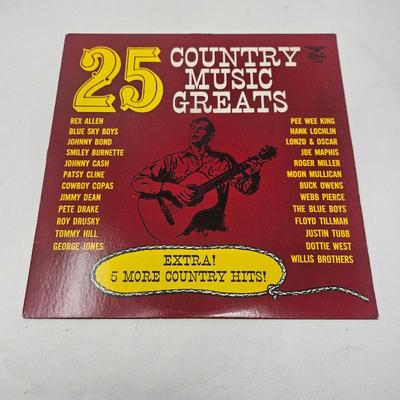 25 COUNTRY
MUSIC
GREATS
REX ALLEN
BLUE SKY BOYS
JOHNNY BOND
SMILEY BURNETTE
JOHNNY CASH
PATSY CLINE
COWBOY COPAS
JIMMY DEAN
PETE DRAKE
ROY DRUSKY
TOMMY HILL
GEORGE JONES
PEE WEE KING
HANK LOCHLIN
LONZO & OSCAR
JOE MAPHIS
ROGER MILLER
MOON MULLICAN
BUCK OWENS
WEBB PIERCE
THE BLUE BOYS
FLOYD TILLMAN
JUSTIN TUBB
DOTTIE WEST
WILLIS BROTHERS
EXTRA!
5 MORE COUNTRY HITS!